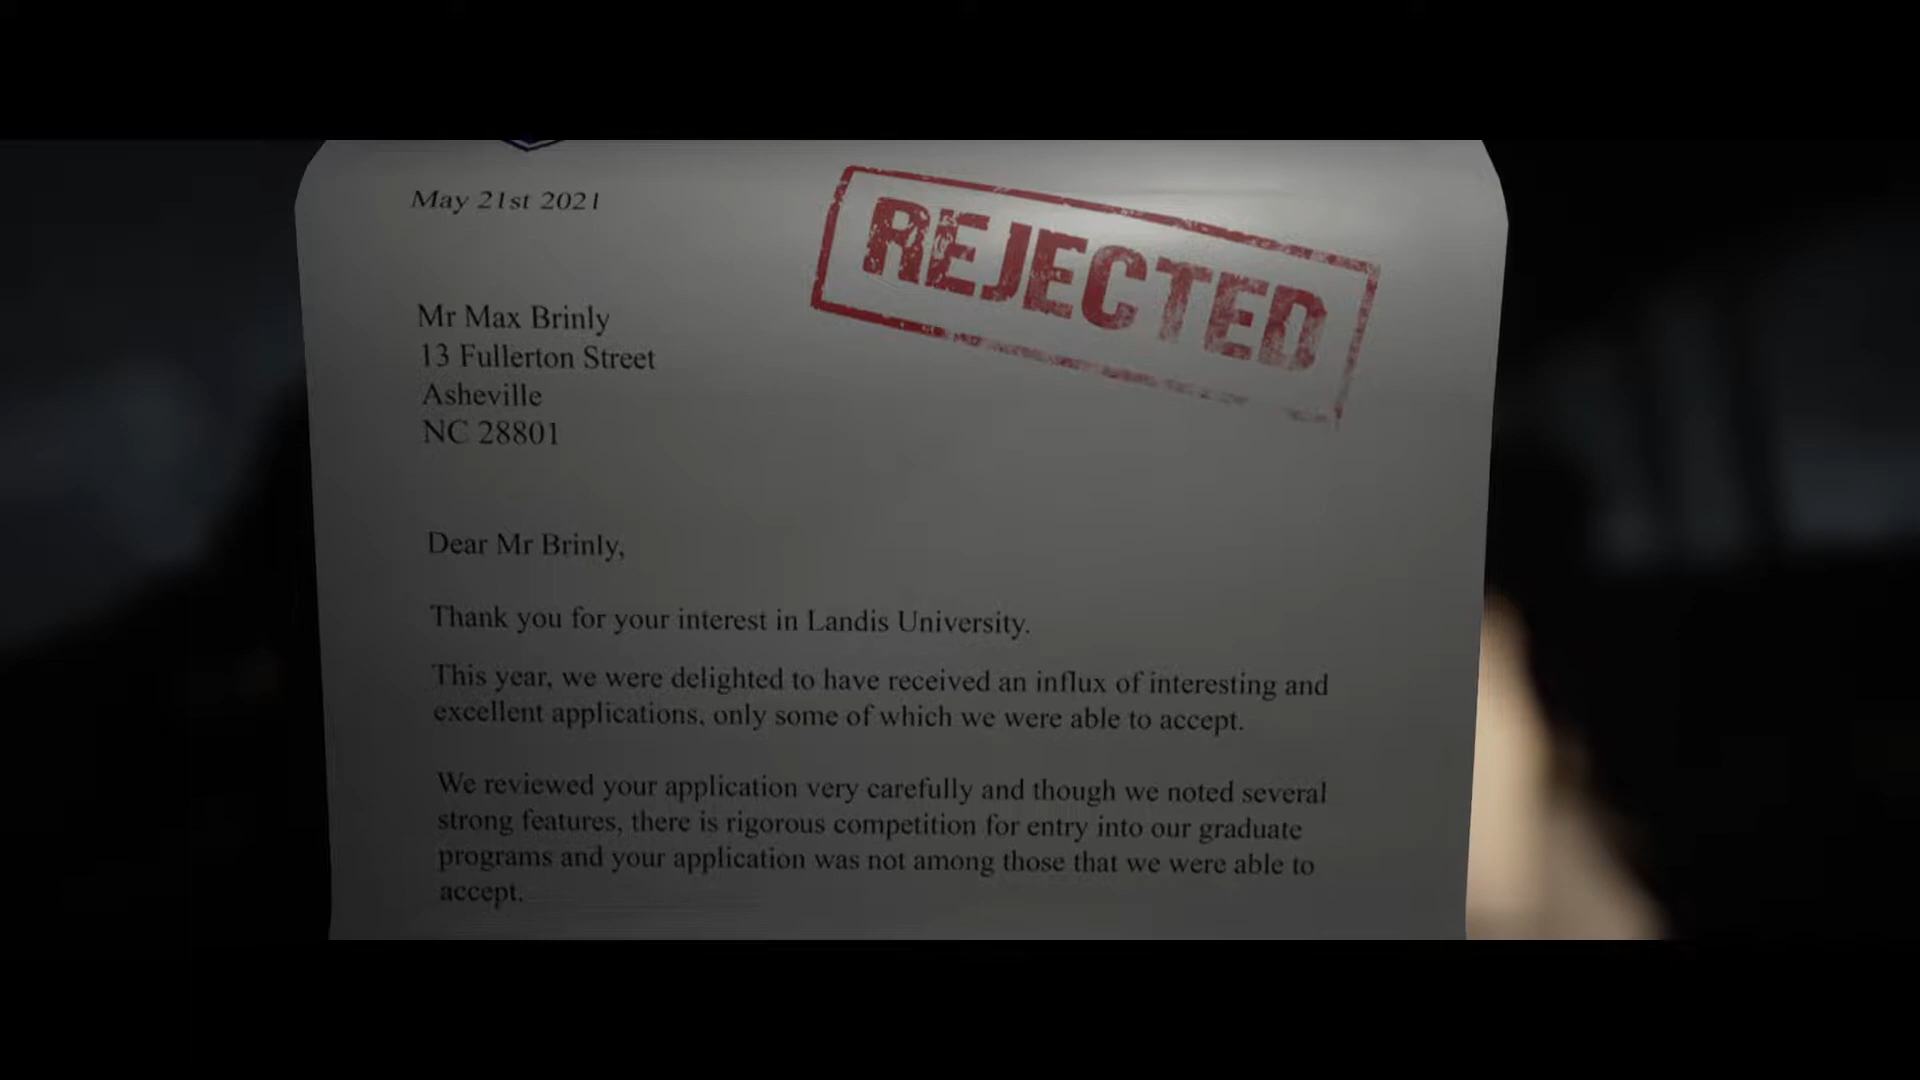 May 21st 2021
REJECTED
Mr Max Brinly
13 Fullerton Street
Asheville
NC 28801
Dear Mr Brinly,
Thank you for your interest in Landis University.
This year, we were delighted to have received an influx of interesting and
excellent applications, only some of which we were able to accept.
We reviewed your application very carefully and though we noted several
strong features, there is rigorous competition for entry into our graduate
programs and your application was not among those that we were able to
accept.